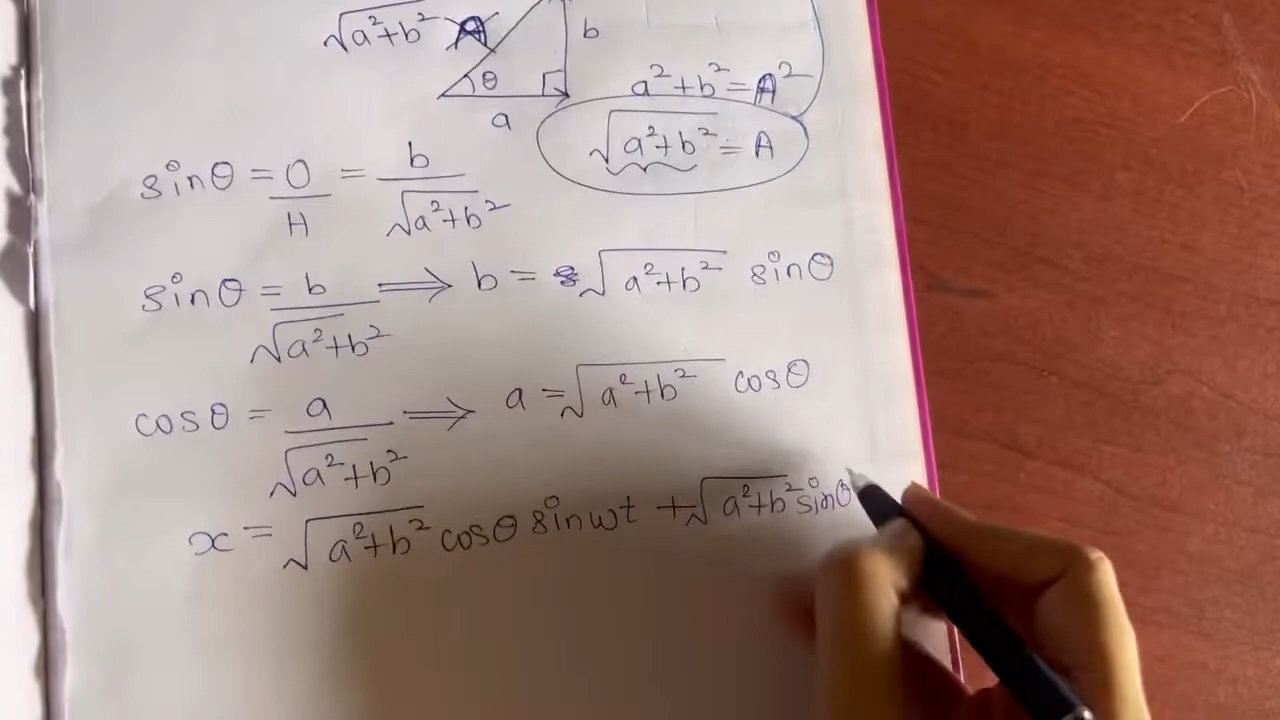 √a²+b² A b
θ
a
a²+b²=A²
√a²+b² = A
sinθ = O/H = b/√a²+b²
sinθ = b/√a²+b² ⟹ b = √a²+b² sinθ
cosθ = a/√a²+b² ⟹ a = √a²+b² cosθ
x = √a²+b² cosθ sinwt + √a²+b² sinθ